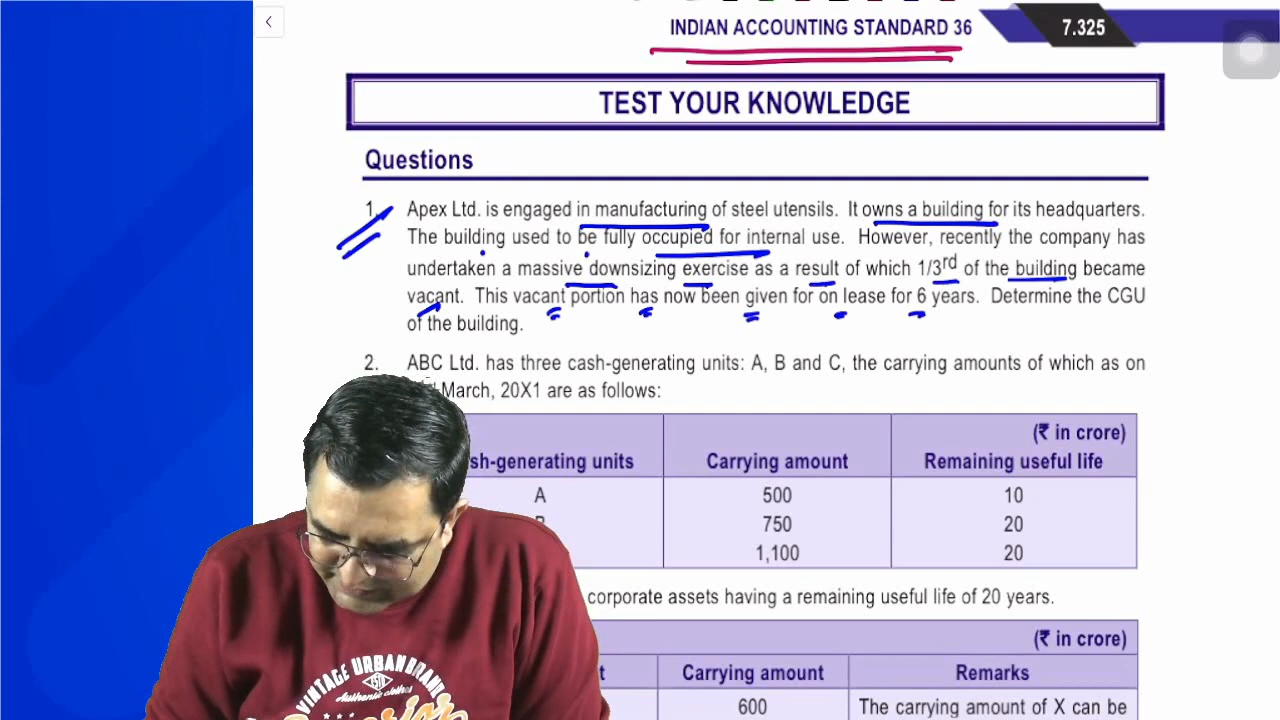 INDIAN ACCOUNTING STANDARD 36 7.325
TEST YOUR KNOWLEDGE
Questions
1. Apex Ltd. is engaged in manufacturing of steel utensils. It owns a building for its headquarters.
The building used to be fully occupied for internal use. However, recently the company has
undertaken a massive downsizing exercise as a result of which 1/3rd of the building became
vacant. This vacant portion has now been given for on lease for 6 years. Determine the CGU
of the building.
2. ABC Ltd. has three cash-generating units: A, B and C, the carrying amounts of which as on
March, 20X1 are as follows:
(₹ in crore)
sh-generating units Carrying amount Remaining useful life
A 500 10
750 20
1,100 20
corporate assets having a remaining useful life of 20 years.
(₹ in crore)
t Carrying amount Remarks
600 The carrying amount of X can be
VINTAGE URBAN BRAND
Authentic clothes